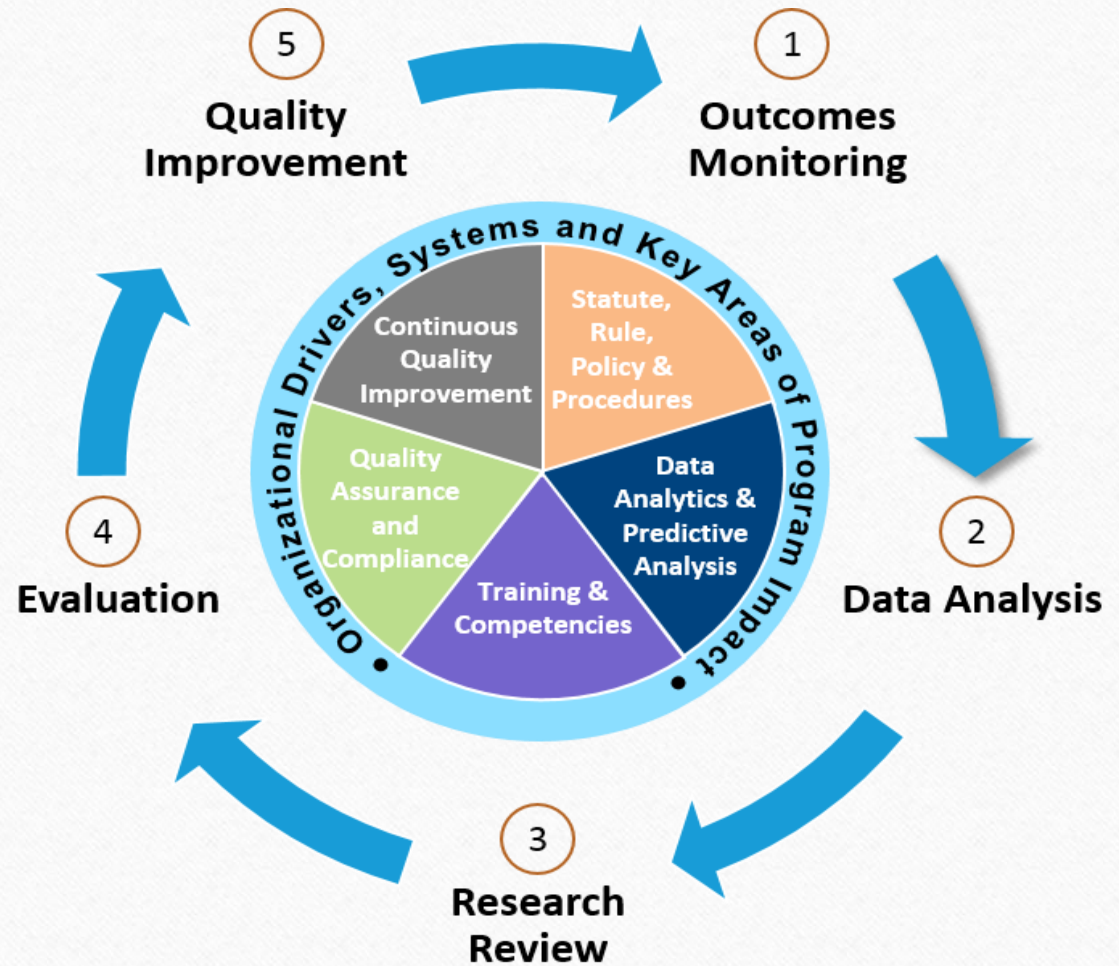 5
Quality
Improvement
1
Outcomes
Monitoring
• Organizational Drivers, Systems and Key Areas of Program Impact •
Continuous
Quality
Improvement
Statute,
Rule,
Policy &
Procedures
Quality
Assurance
and
Compliance
Data
Analytics &
Predictive
Analysis
Training &
Competencies
4
Evaluation
2
Data Analysis
3
Research
Review